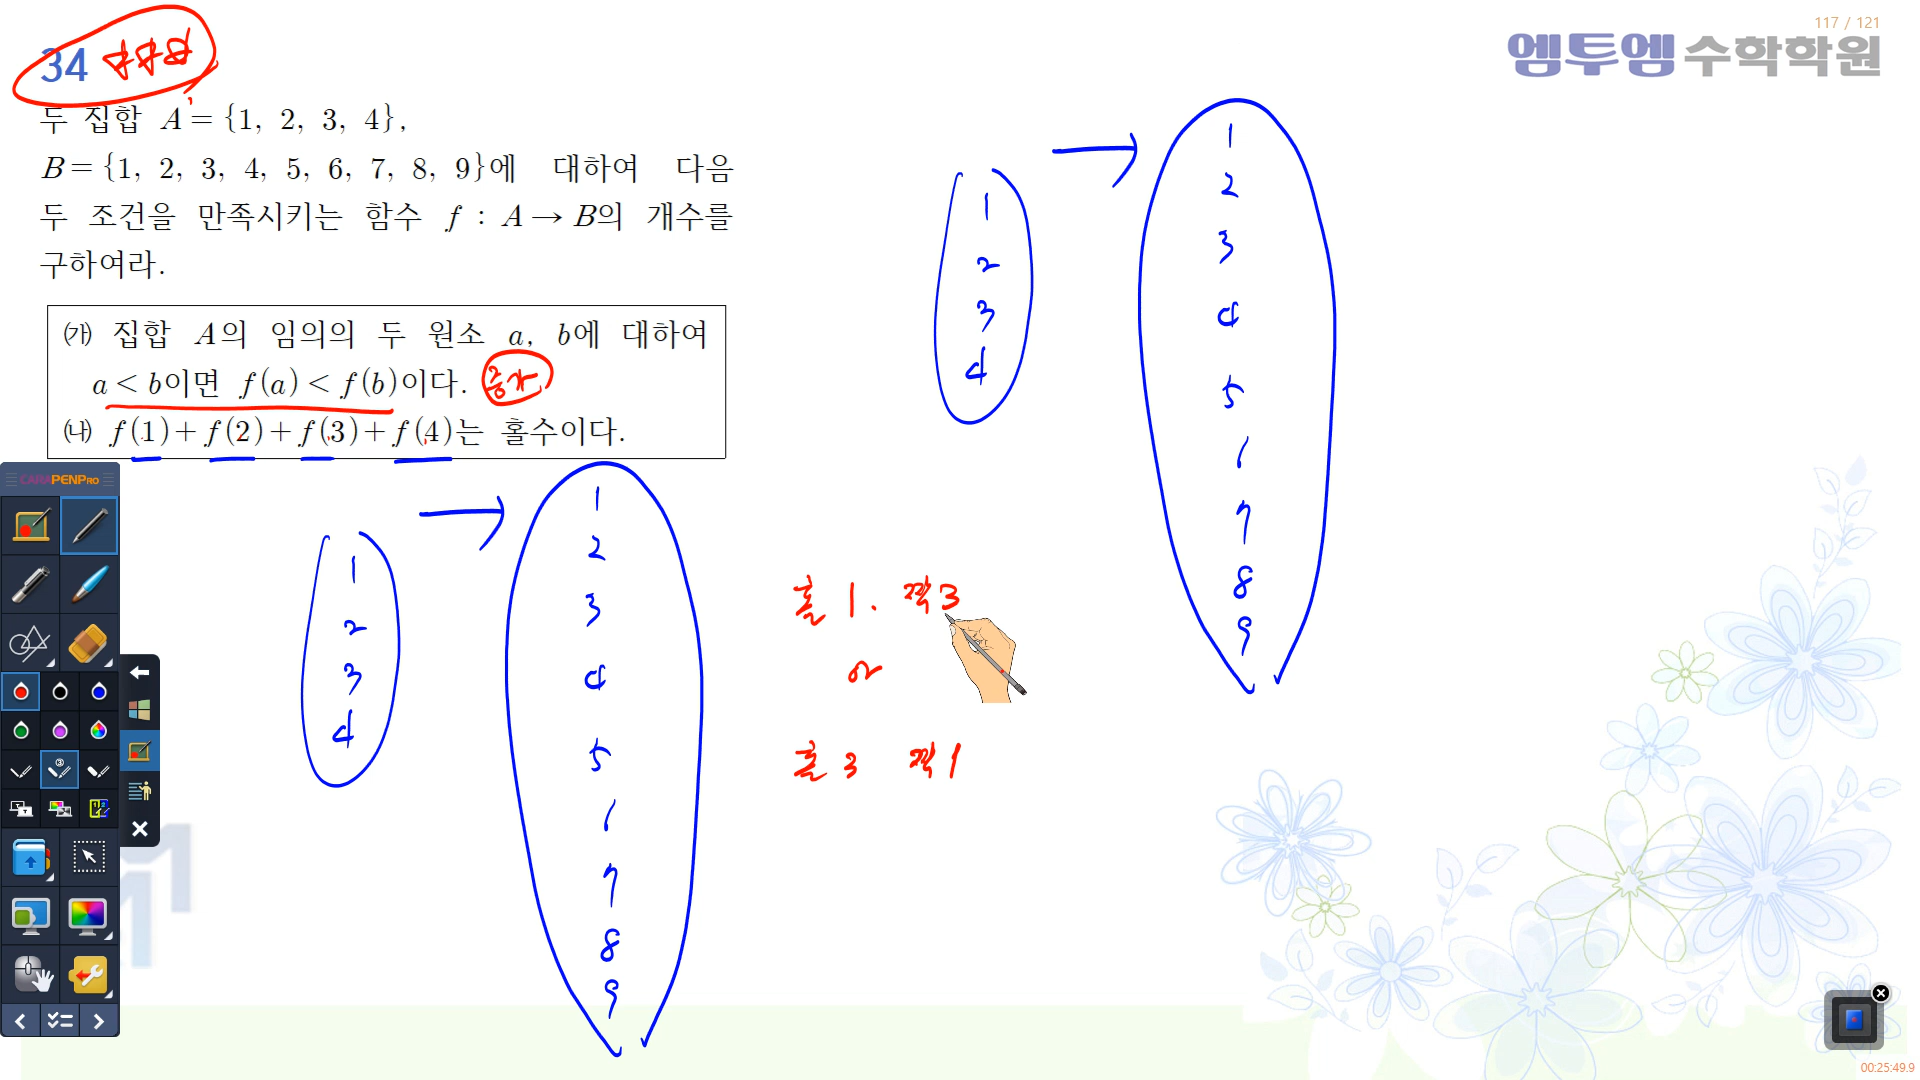 117 / 121
엠투엠 수학학원
34
두 집합 A = {1, 2, 3, 4},
B = {1, 2, 3, 4, 5, 6, 7, 8, 9}에 대하여 다음
두 조건을 만족시키는 함수 f : A → B의 개수를
구하여라.
㈎ 집합 A의 임의의 두 원소 a, b에 대하여
a < b이면 f(a) < f(b)이다. 증가
㈏ f(1)+f(2)+f(3)+f(4)는 홀수이다.
CARAPENPRO
1
2
3
4
1
2
3
4
5
6
7
8
9
홀 1. 짝3
or
홀 3 짝1
1
2
3
4
1
2
3
4
5
6
7
8
9
00:25:49.9